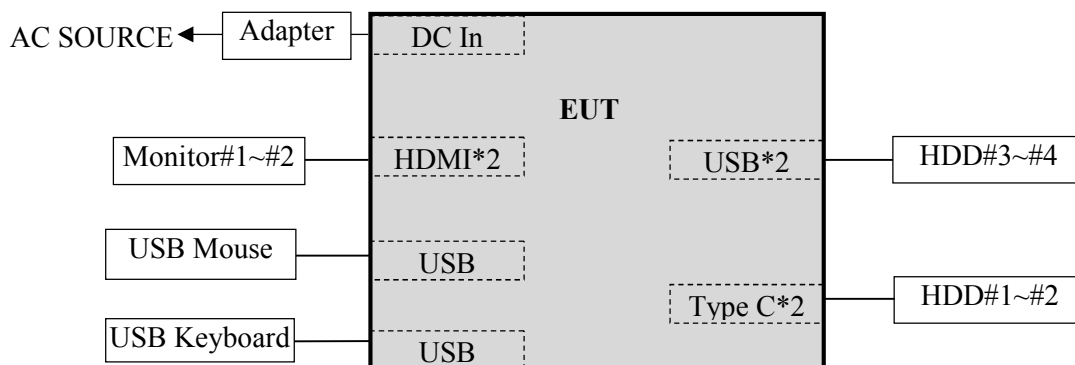 AC SOURCE
Adapter
DC In
EUT
Monitor#1~#2
HDMI*2
USB*2
HDD#3~#4
USB Mouse
USB
Type C*2
HDD#1~#2
USB Keyboard
USB